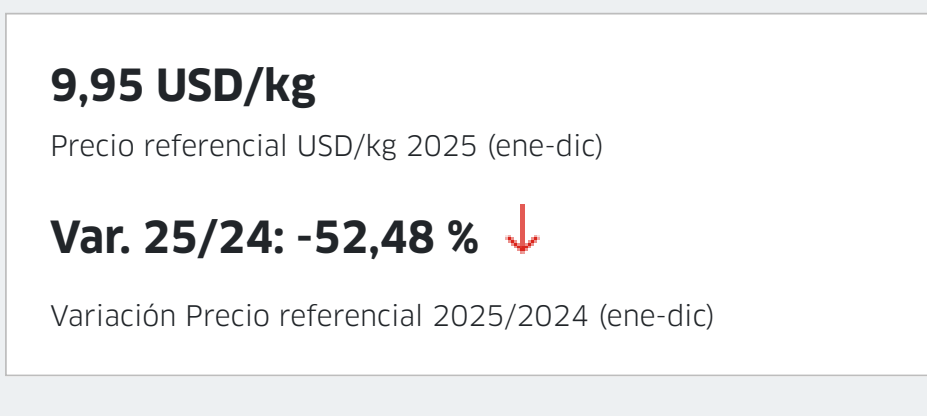 9,95 USD/kg
Precio referencial USD/kg 2025 (ene-dic)
Var. 25/24: -52,48 %
Variación Precio referencial 2025/2024 (ene-dic)